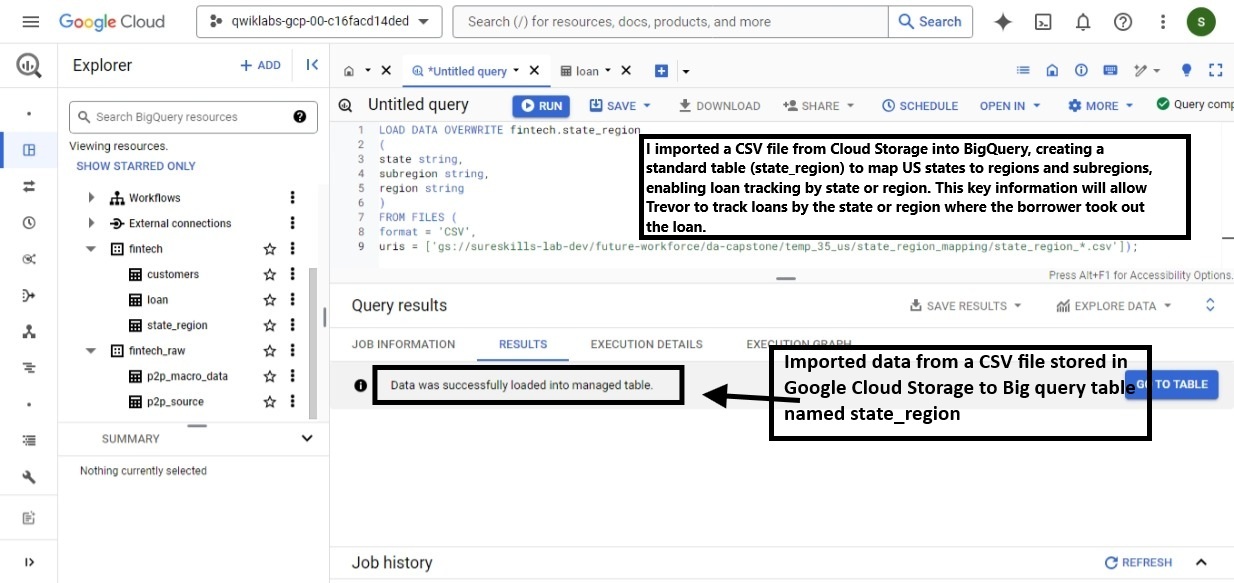 Google Cloud
qwiklabs-gcp-00-c16facd14ded
Search (/) for resources, docs, products, and more
Search
S
Explorer
+ ADD
*Untitled query
loan
Search BigQuery resources
Viewing resources.
SHOW STARRED ONLY
Workflows
External connections
fintech
customers
loan
state_region
fintech_raw
p2p_macro_data
p2p_source
SUMMARY
Nothing currently selected
Untitled query
RUN
SAVE
DOWNLOAD
SHARE
SCHEDULE
OPEN IN
MORE
Query comp
1 LOAD DATA OVERWRITE fintech.state_region
2 (
3 state string,
4 subregion string,
5 region string
6 )
7 FROM FILES (
8 format = 'CSV',
9 uris = ['gs://sureskills-lab-dev/future-workforce/da-capstone/temp_35_us/state_region_mapping/state_region_*.csv']);
I imported a CSV file from Cloud Storage into BigQuery, creating a
standard table (state_region) to map US states to regions and subregions,
enabling loan tracking by state or region. This key information will allow
Trevor to track loans by the state or region where the borrower took out
the loan.
Press Alt+F1 for Accessibility Options.
Query results
SAVE RESULTS
EXPLORE DATA
JOB INFORMATION
RESULTS
EXECUTION DETAILS
EXECUTION GRAPH
Data was successfully loaded into managed table.
GO TO TABLE
Imported data from a CSV file stored in
Google Cloud Storage to Big query table
named state_region
Job history
REFRESH